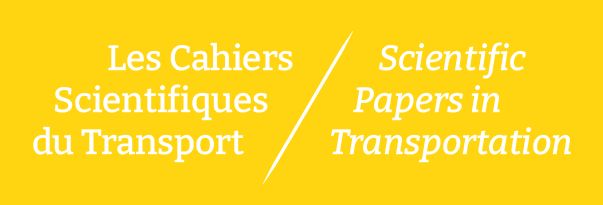 Les Cahiers
Scientifiques
du Transport
Scientific
Papers in
Transportation